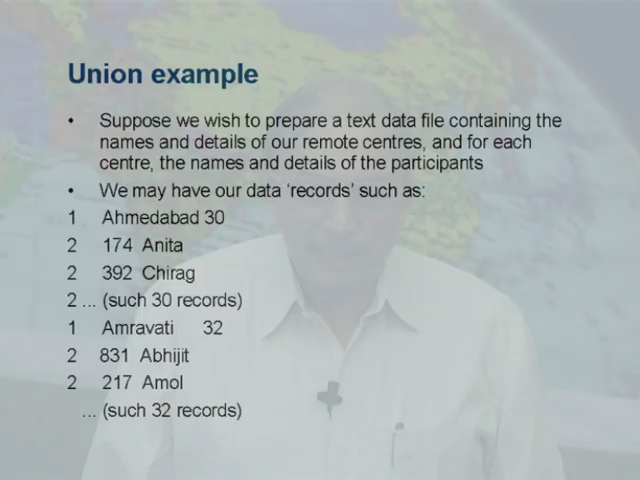 Union example
• Suppose we wish to prepare a text data file containing the
names and details of our remote centres, and for each
centre, the names and details of the participants
• We may have our data ‘records’ such as:
1 Ahmedabad 30
2 174 Anita
2 392 Chirag
2 ... (such 30 records)
1 Amravati 32
2 831 Abhijit
2 217 Amol
... (such 32 records)